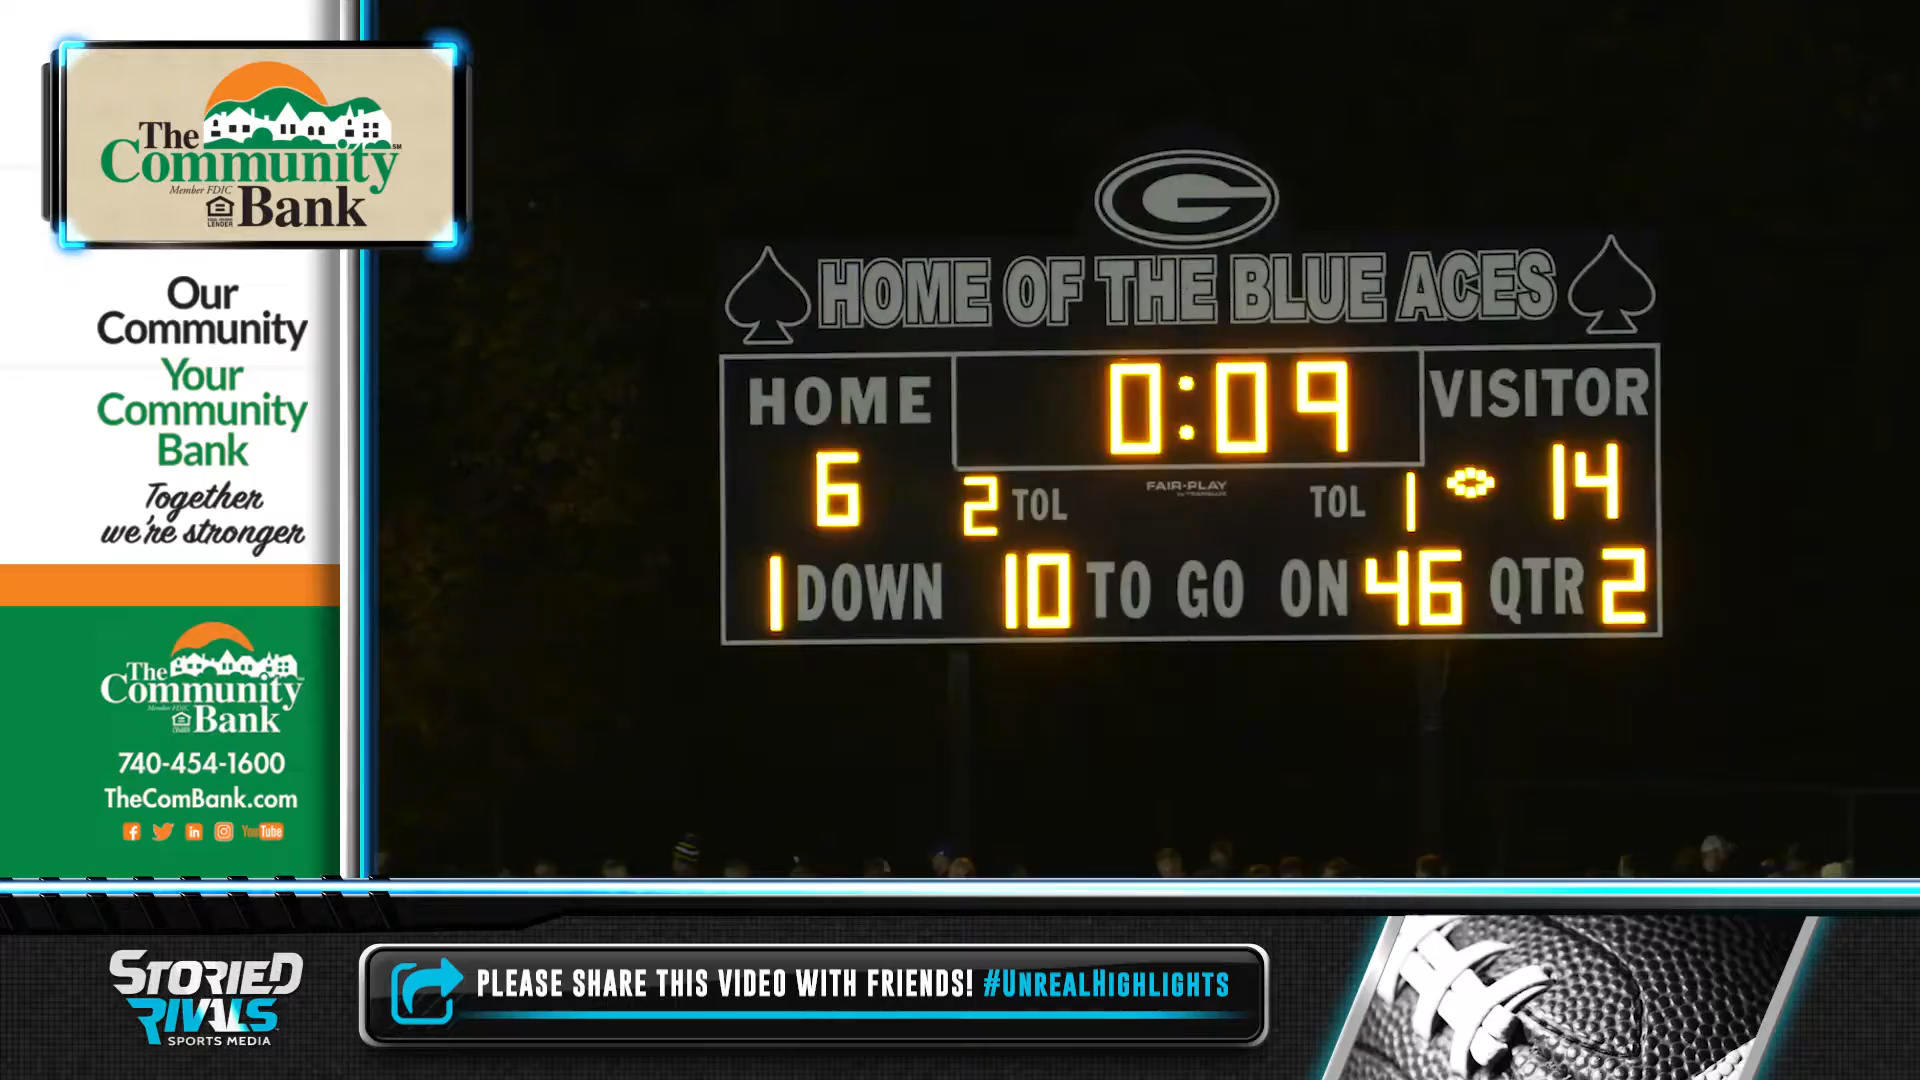 The
Community
Member FDIC
Bank
Our
Community
Your
Community
Bank
Together
we're stronger
The
Community
Member FDIC
Bank
740-454-1600
TheComBank.com
YouTube
G
HOME OF THE BLUE ACES
HOME 0:09 VISITOR
6 2 TOL FAIR-PLAY TOL 1 14
1 DOWN 10 TO GO ON 46 QTR 2
STORIED
RIVALS
SPORTS MEDIA
PLEASE SHARE THIS VIDEO WITH FRIENDS! #UNREALHIGHLIGHTS